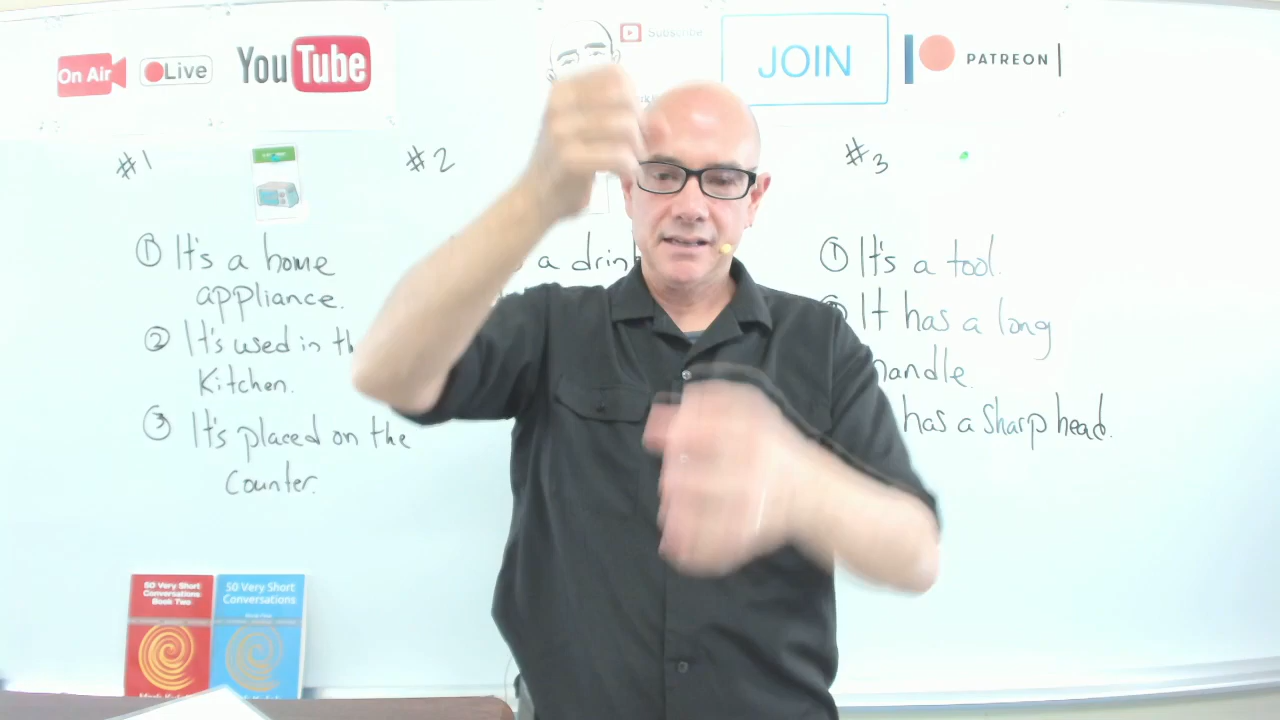 On Air
Live
YouTube
Subscribe
JOIN
PATREON
#1
#2
#3
① It's a home
appliance.
② It's used in
Kitchen.
③ It's placed on the
Counter.
a drin
① It's a tool.
It has a long
handle.
has a sharp head.
50 Very Short
Conversations
Book Two
50 Very Short
Conversations